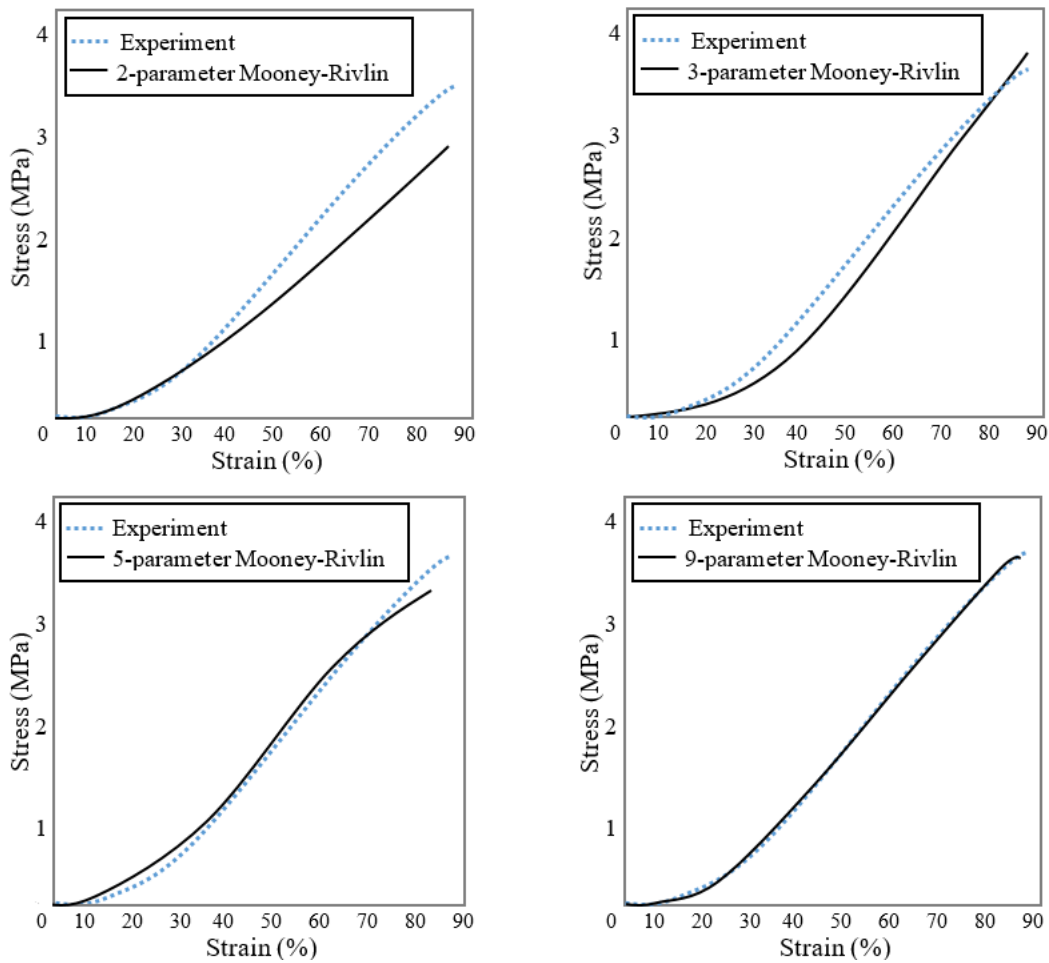 Experiment
2-parameter Mooney-Rivlin
4
3
2
1
Stress (MPa)
0 10 20 30 40 50 60 70 80 90
Strain (%)
Experiment
3-parameter Mooney-Rivlin
4
3
2
1
Stress (MPa)
0 10 20 30 40 50 60 70 80 90
Strain (%)
Experiment
5-parameter Mooney-Rivlin
4
3
2
1
Stress (MPa)
0 10 20 30 40 50 60 70 80 90
Strain (%)
Experiment
9-parameter Mooney-Rivlin
4
3
2
1
Stress (MPa)
0 10 20 30 40 50 60 70 80 90
Strain (%)